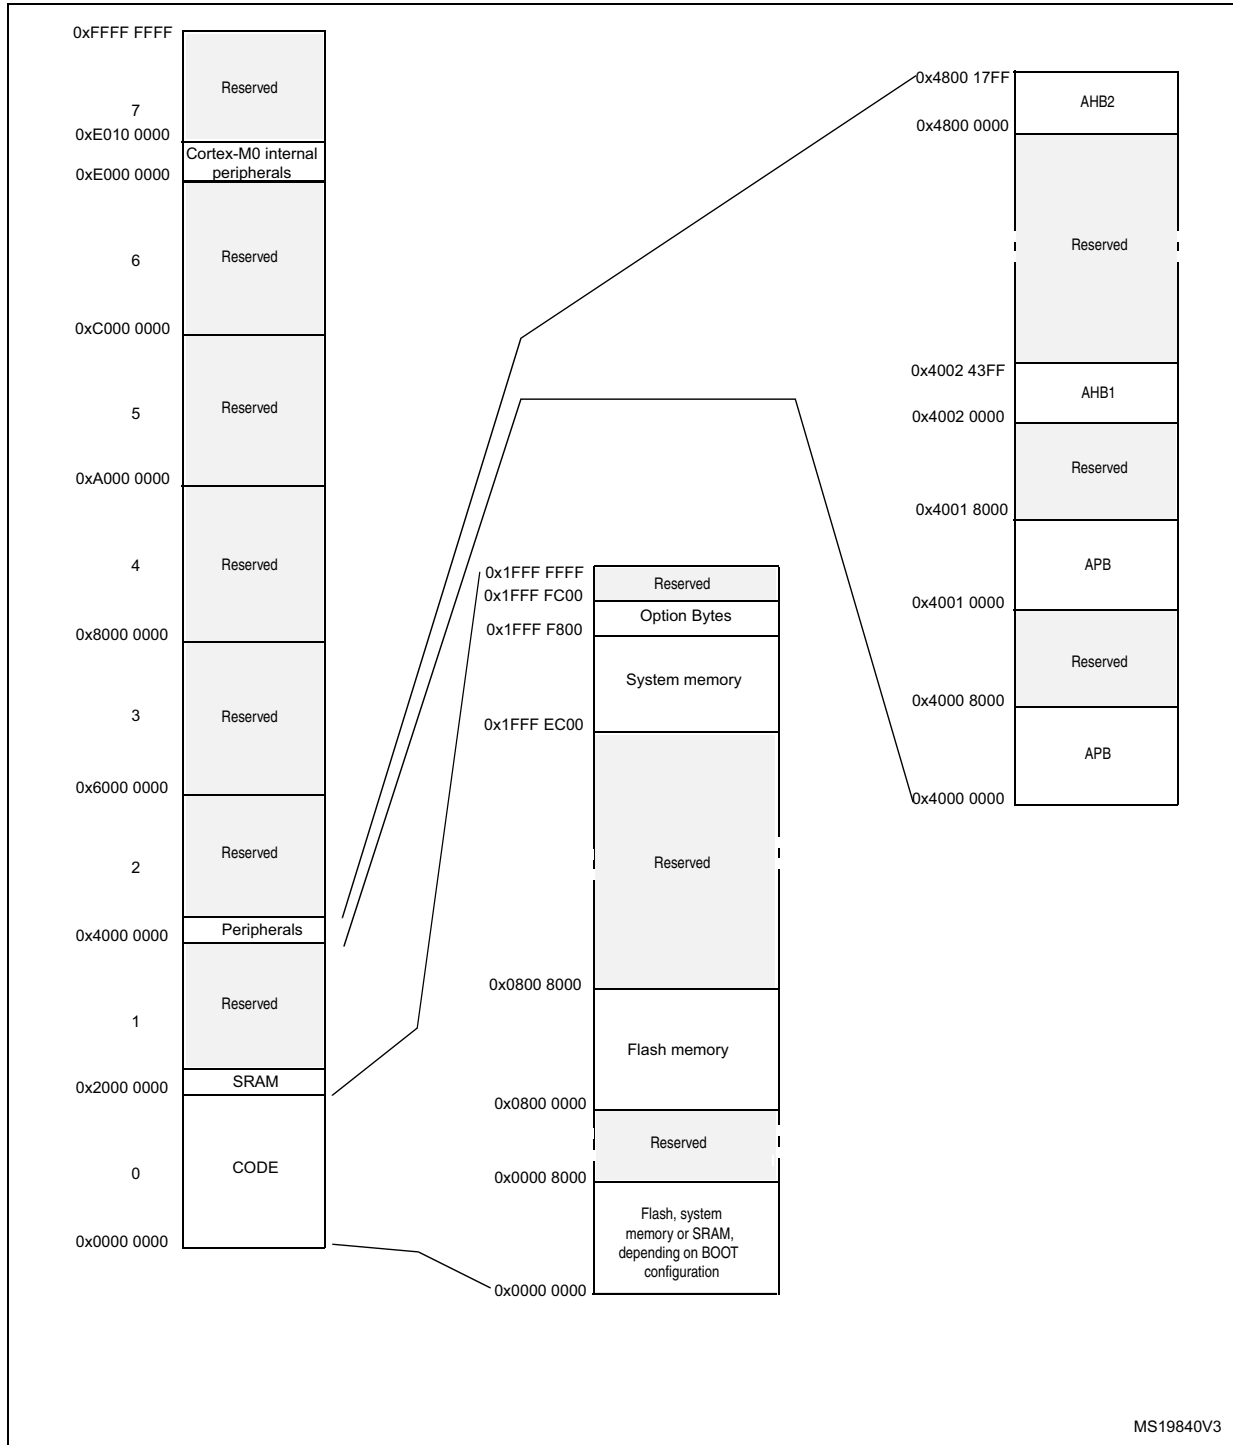 0xFFFF FFFF
Reserved
7
0xE010 0000
Cortex-M0 internal
peripherals
0xE000 0000
Reserved
6
0xC000 0000
Reserved
5
0xA000 0000
Reserved
4
0x8000 0000
Reserved
3
0x6000 0000
Reserved
2
Peripherals
0x4000 0000
Reserved
1
SRAM
0x2000 0000
CODE
0
0x0000 0000
0x1FFF FFFF
Reserved
0x1FFF FC00
Option Bytes
0x1FFF F800
System memory
0x1FFF EC00
Reserved
0x0800 8000
Flash memory
0x0800 0000
Reserved
0x0000 8000
Flash, system
memory or SRAM,
depending on BOOT
configuration
0x0000 0000
0x4800 17FF
AHB2
0x4800 0000
Reserved
0x4002 43FF
AHB1
0x4002 0000
Reserved
0x4001 8000
APB
0x4001 0000
Reserved
0x4000 8000
APB
0x4000 0000
MS19840V3